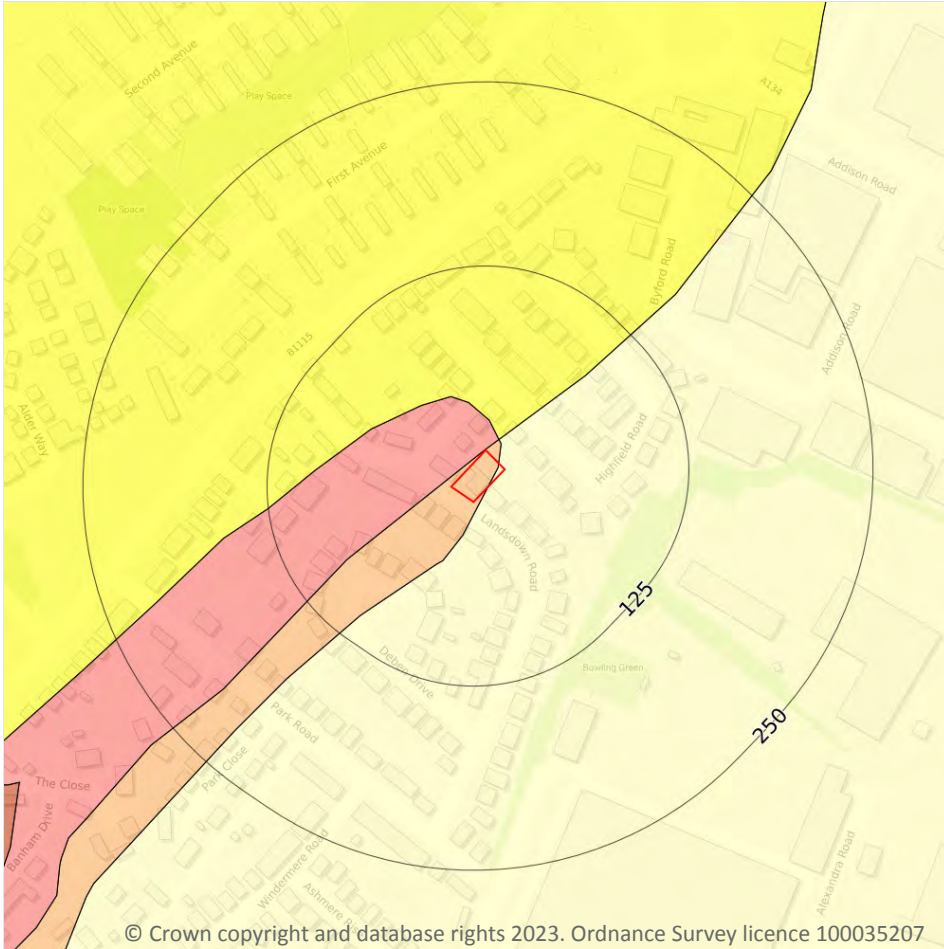 Second Avenue
Play Space
A134
First Avenue
Addison Road
Play Space
Byford Road
Addison Road
B1115
Alder Way
Highfield Road
Landsdown Road
125
Deben Drive
Bowling Green
Park Road
250
Park Close
The Close
Banham Drive
Windermere Road
Alexandra Road
Ashmere Ris
© Crown copyright and database rights 2023. Ordnance Survey licence 100035207